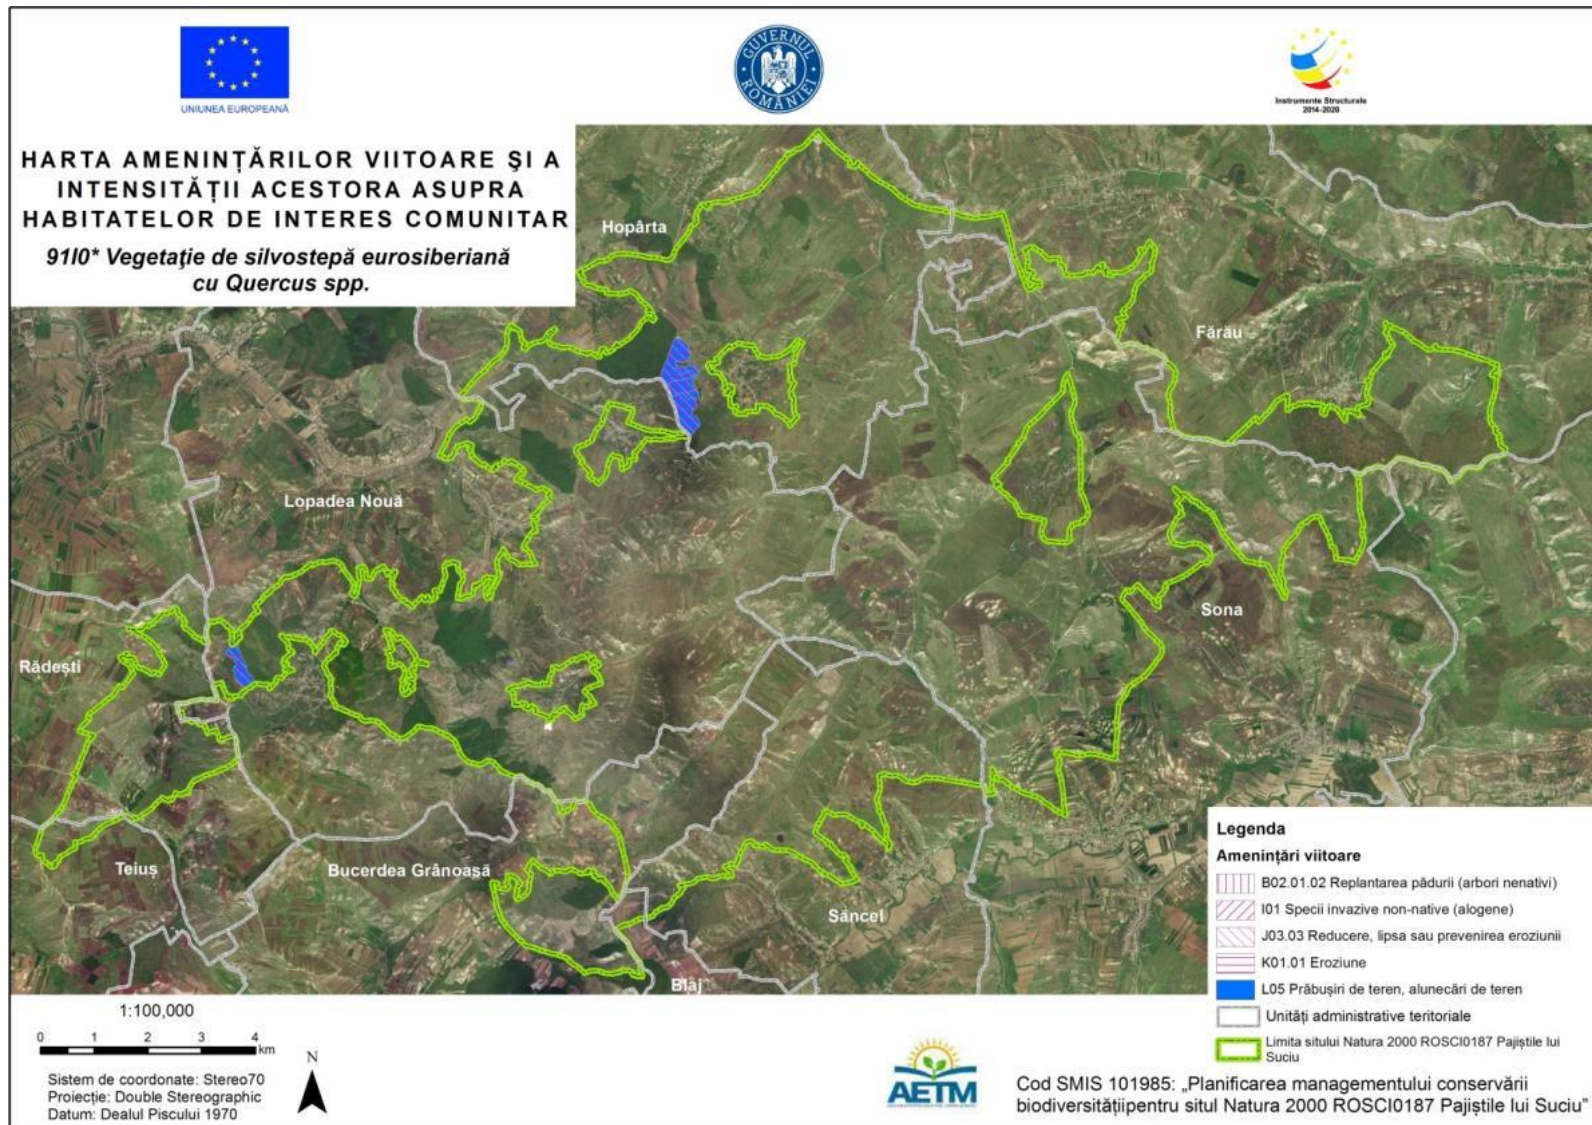 UNIUNEA EUROPEANĂ
GUVERNUL ROMÂNIEI
Instrumente Structurale
2014-2020
HARTA AMENINȚĂRILOR VIITOARE ŞI A
INTENSITĂȚII ACESTORA ASUPRA
HABITATELOR DE INTERES COMUNITAR
91I0* Vegetaţie de silvostepă eurosiberiană
cu Quercus spp.
Hopârta
Fărău
Lopadea Nouă
Sona
Rădești
Teiuș
Bucerdea Grânoasă
Sâncel
Blaj
Legenda
Amenințări viitoare
B02.01.02 Replantarea pădurii (arbori nenativi)
I01 Specii invazive non-native (alogene)
J03.03 Reducere, lipsa sau prevenirea eroziunii
K01.01 Eroziune
L05 Prăbușiri de teren, alunecări de teren
Unități administrative teritoriale
Limita sitului Natura 2000 ROSCI0187 Pajiștile lui
Suciu
1:100,000
0 1 2 3 4
km
N
Sistem de coordonate: Stereo70
Proiecție: Double Stereographic
Datum: Dealul Piscului 1970
AETM
Cod SMIS 101985: „Planificarea managementului conservării
biodiversitățiipentru situl Natura 2000 ROSCI0187 Pajiștile lui Suciu”